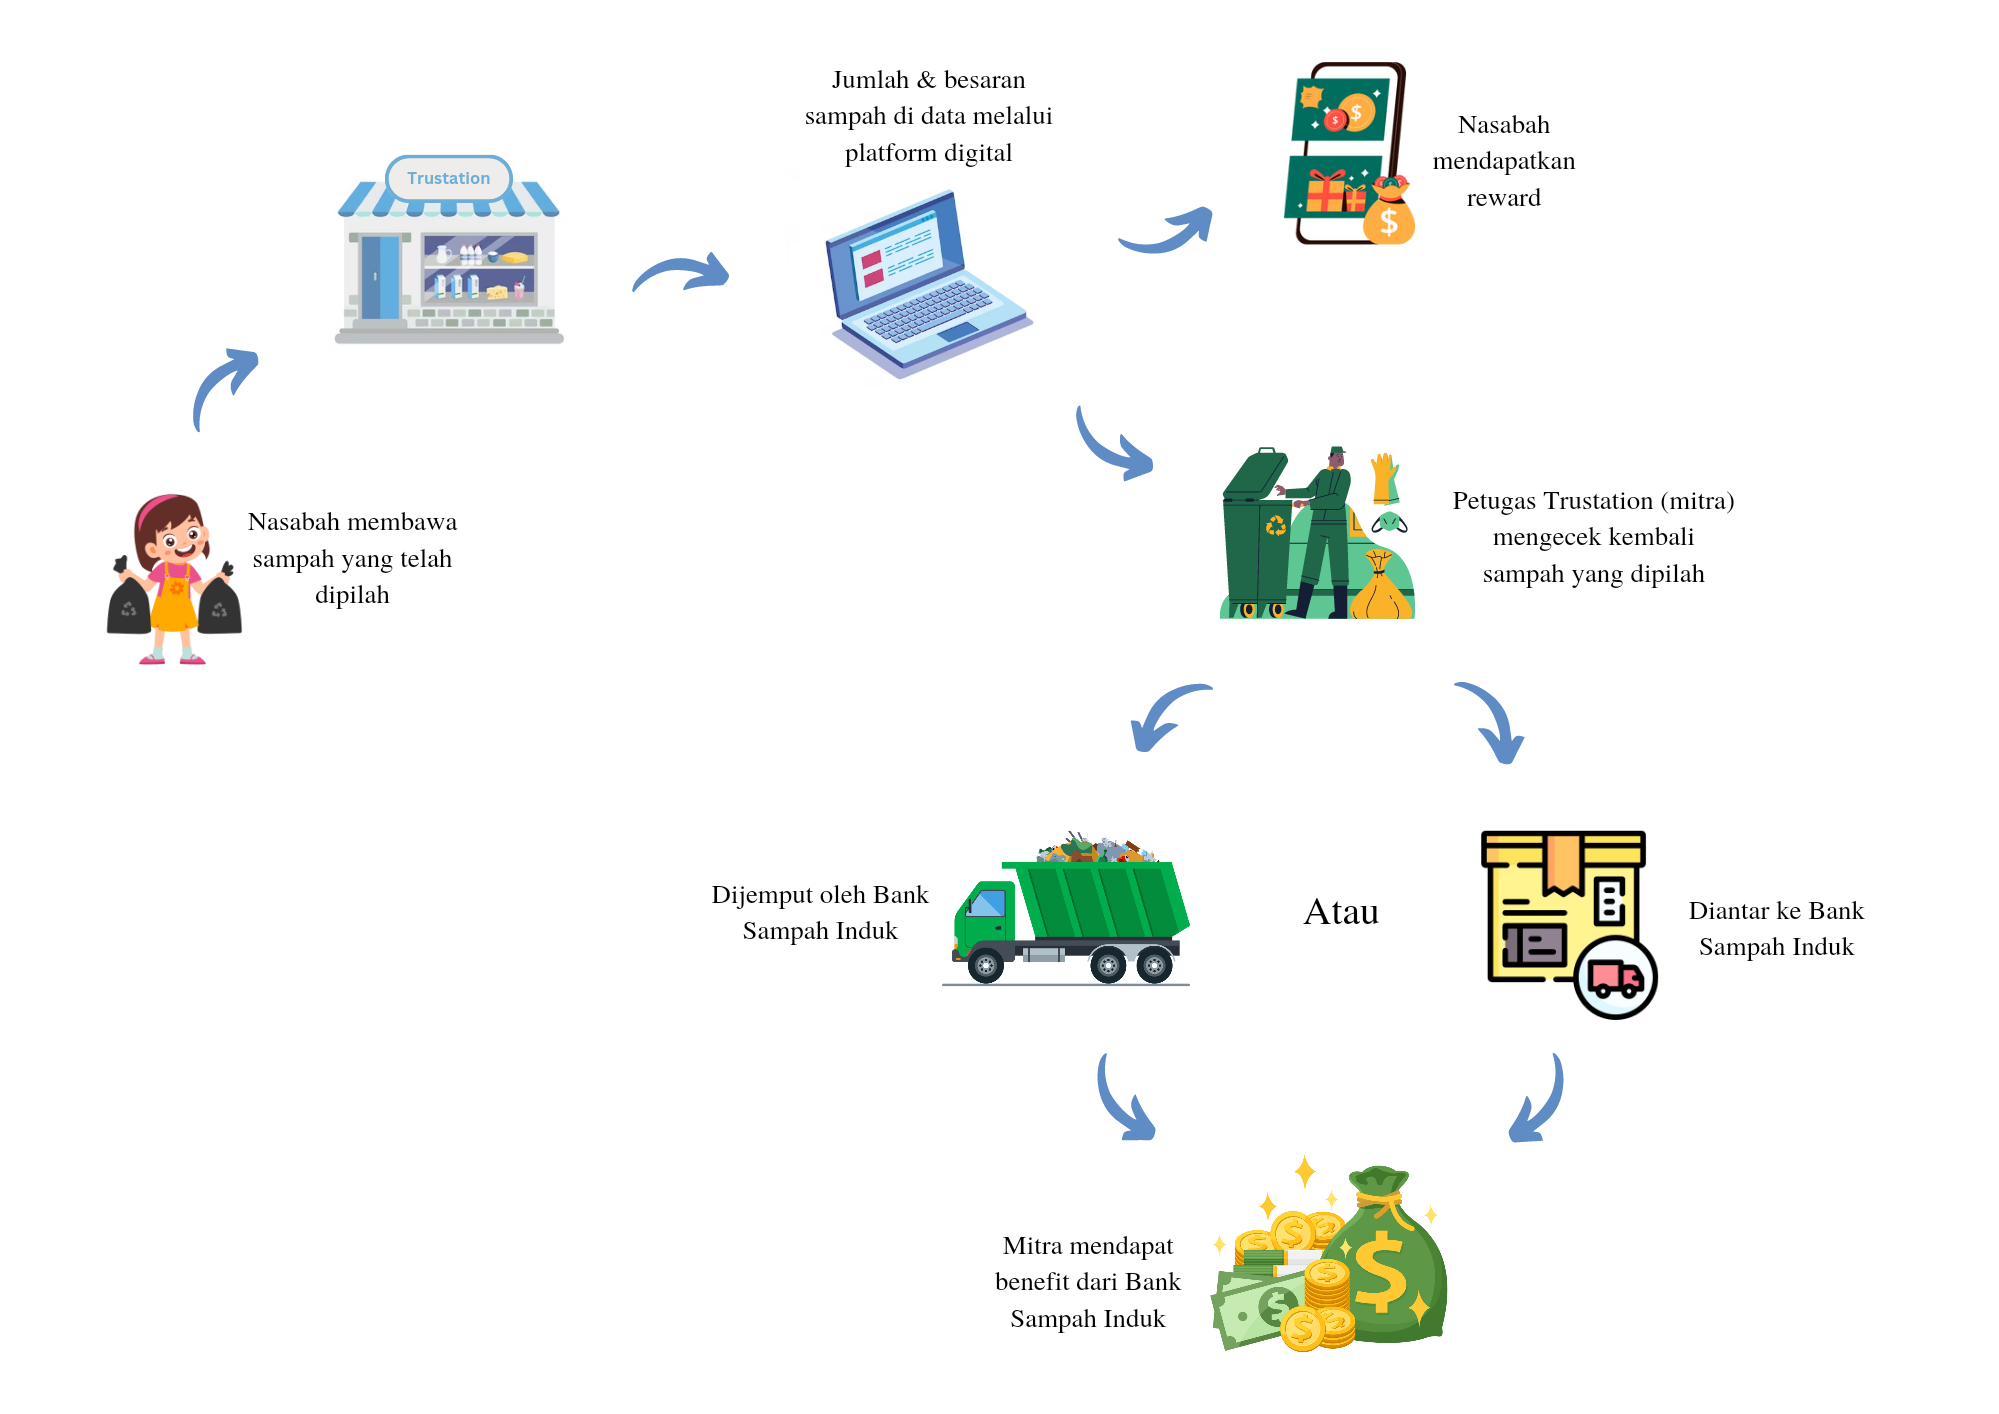 Trustation
Jumlah & besaran
sampah di data melalui
platform digital
Nasabah
mendapatkan
reward
Nasabah membawa
sampah yang telah
dipilah
Petugas Trustation (mitra)
mengecek kembali
sampah yang dipilah
Dijemput oleh Bank
Sampah Induk
Atau
Diantar ke Bank
Sampah Induk
Mitra mendapat
benefit dari Bank
Sampah Induk